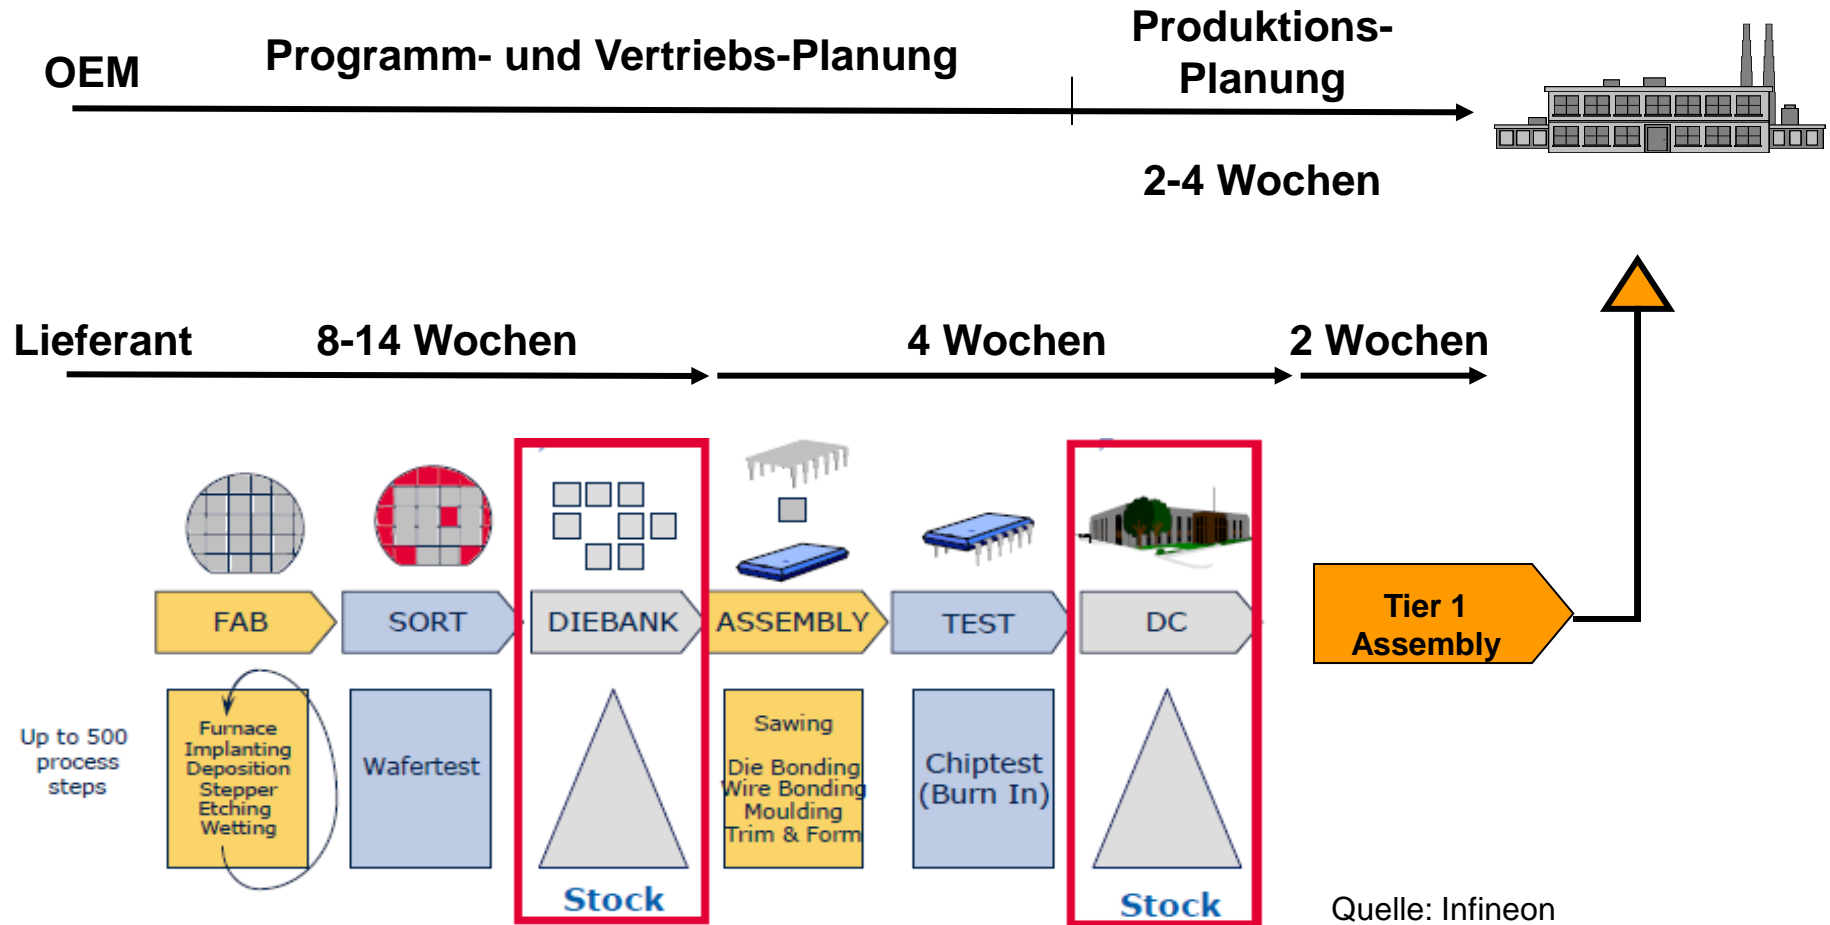 OEM
Programm- und Vertriebs-Planung
Produktions-
Planung
2-4 Wochen
Lieferant
8-14 Wochen
4 Wochen
2 Wochen
FAB
SORT
DIEBANK
ASSEMBLY
TEST
DC
Tier 1
Assembly
Up to 500
process
steps
Furnace
Implanting
Deposition
Stepper
Etching
Wetting
Wafertest
Stock
Sawing
Die Bonding
Wire Bonding
Moulding
Trim & Form
Chiptest
(Burn In)
Stock
Quelle: Infineon